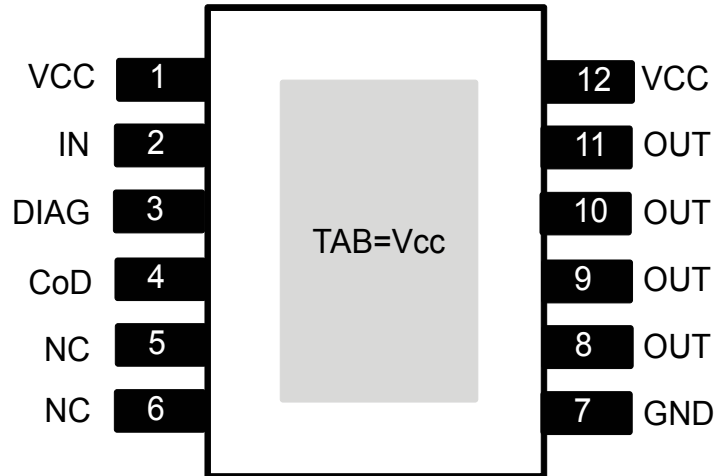 VCC 1 12 VCC
IN 2 11 OUT
DIAG 3 10 OUT
TAB=Vcc
CoD 4 9 OUT
NC 5 8 OUT
NC 6 7 GND